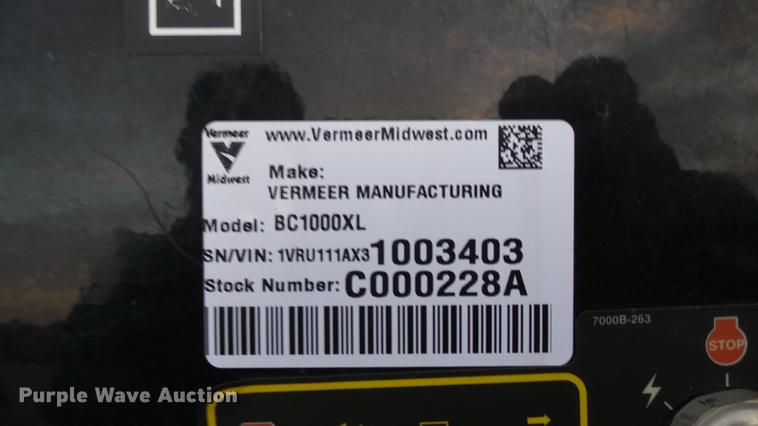 Vermeer
Midwest
www.VermeerMidwest.com
Make:
VERMEER MANUFACTURING
Model: BC1000XL
SN/VIN: 1VRU111AX31003403
Stock Number: C000228A
7000B-263
STOP
Purple Wave Auction